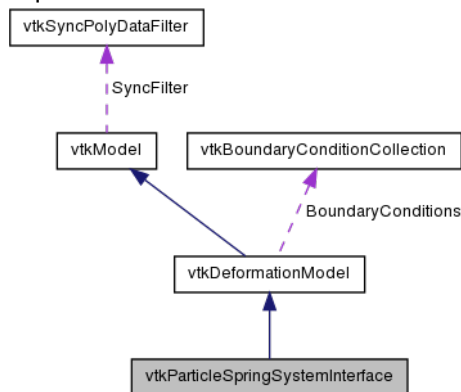 vtkSyncPolyDataFilter
SyncFilter
vtkModel
vtkBoundaryConditionCollection
BoundaryConditions
vtkDeformationModel
vtkParticleSpringSystemInterface